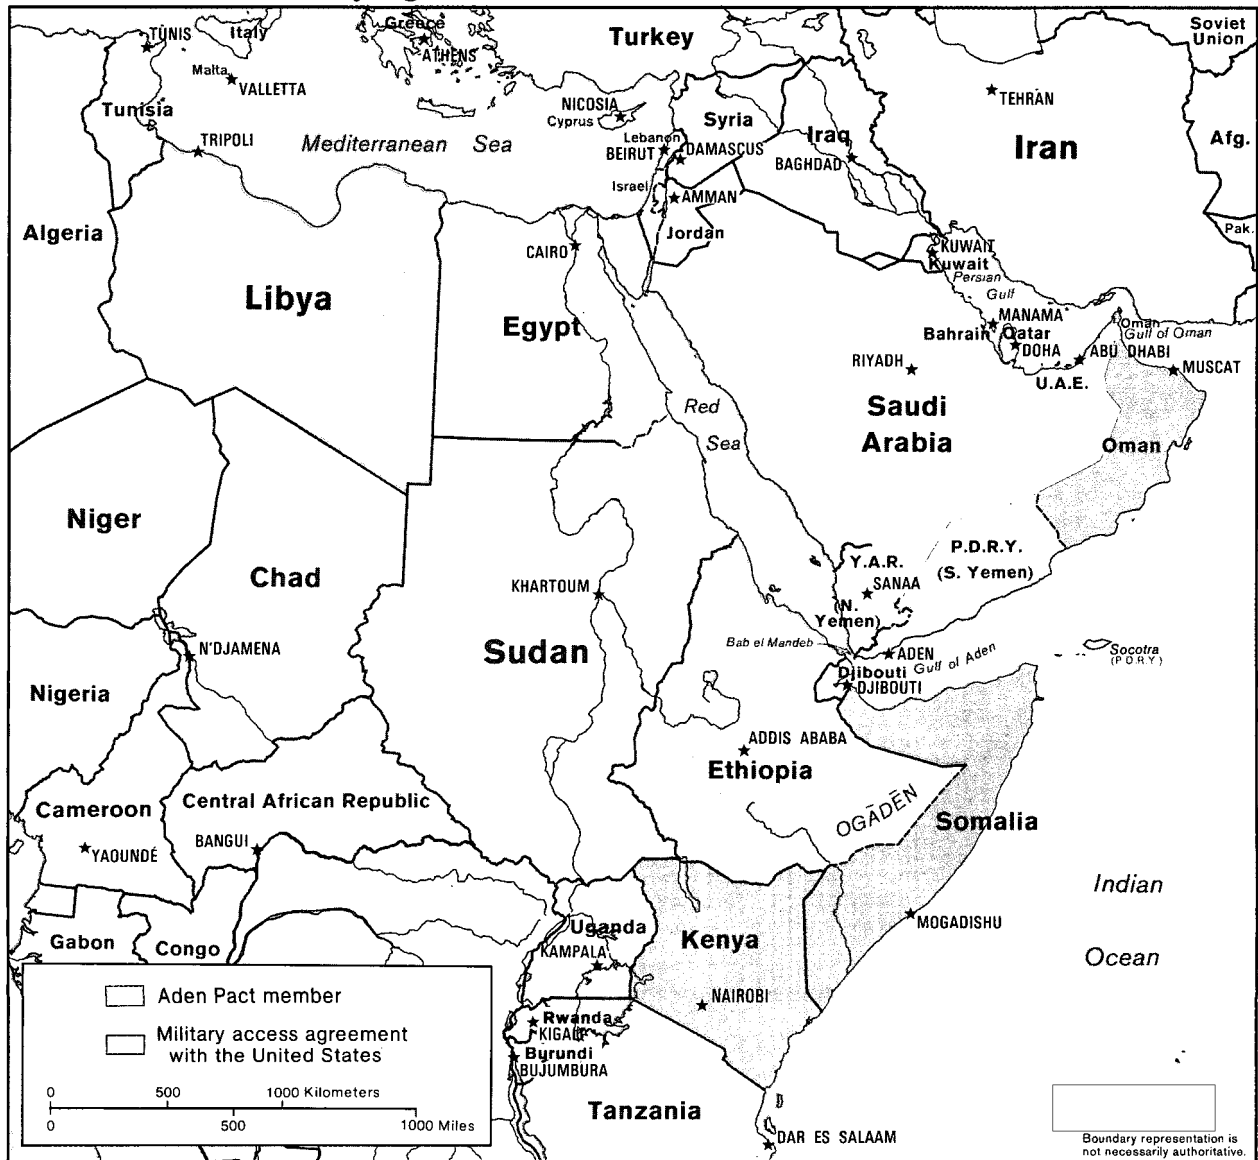 Greece
Italy
TUNIS
ATHENS
Turkey
Soviet
Union
Malta
VALLETTA
TEHRĀN
Tunisia
NICOSIA
Cyprus
Syria
Iraq
Iran
Afg.
TRIPOLI
Mediterranean Sea
Lebanon
BEIRUT
DAMASCUS
BAGHDAD
Israel
AMMAN
Algeria
Jordan
Pak.
CAIRO
KUWAIT
Kuwait
Persian
Gulf
Libya
Egypt
MANAMA
Bahrain
Qatar
DOHA
Oman
Gulf of Oman
ABŪ DHABI
RIYADH
MUSCAT
U.A.E.
Red
Sea
Saudi
Arabia
Oman
Niger
Chad
P.D.R.Y.
(S. Yemen)
Y.A.R.
SANAA
(N.
Yemen)
KHARTOUM
Sudan
Bab el Mandeb
ADEN
Gulf of Aden
Socotra
(P.D.R.Y.)
N'DJAMENA
Djibouti
DJIBOUTI
Nigeria
ADDIS ABABA
Ethiopia
Cameroon
Central African Republic
OGĀDĒN
Somalia
BANGUI
YAOUNDÉ
Indian
Ocean
MOGADISHU
Gabon
Congo
Uganda
KAMPALA
Kenya
NAIROBI
Rwanda
KIGALI
Burundi
BUJUMBURA
Tanzania
DAR ES SALAAM
Aden Pact member
Military access agreement
with the United States
0 500 1000 Kilometers
0 500 1000 Miles
Boundary representation is
not necessarily authoritative.